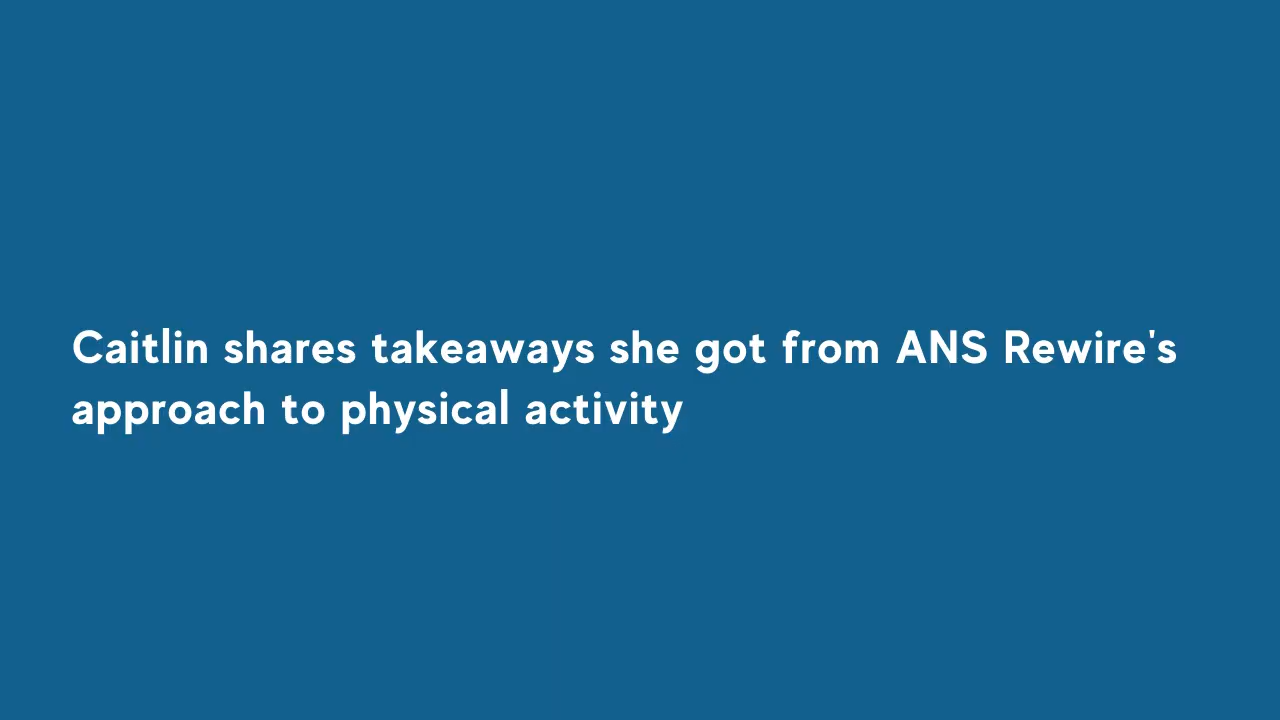 Caitlin shares takeaways she got from ANS Rewire's
approach to physical activity